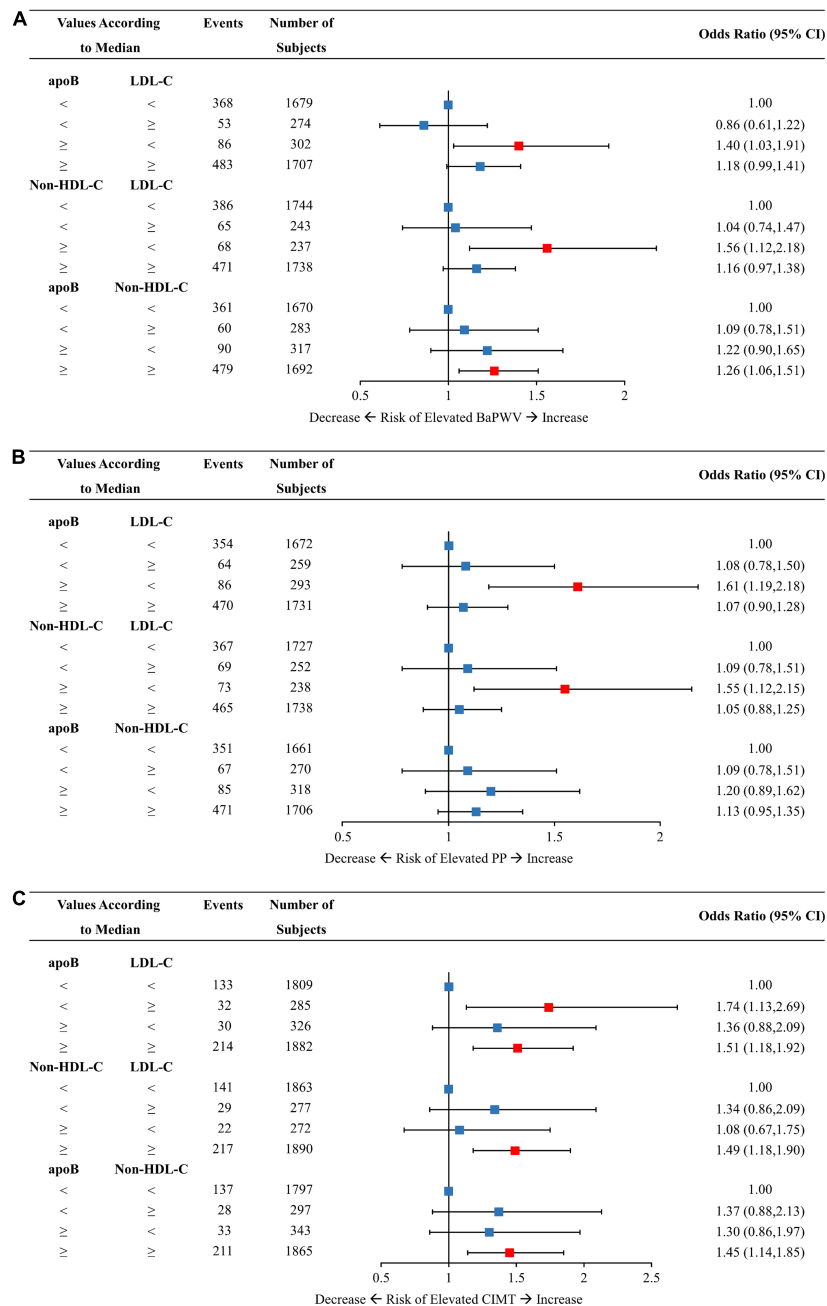 A
Values According Events Number of Odds Ratio (95% CI)
to Median Subjects
apoB LDL-C
< < 368 1679 1.00
< ≥ 53 274 0.86 (0.61,1.22)
≥ < 86 302 1.40 (1.03,1.91)
≥ ≥ 483 1707 1.18 (0.99,1.41)
Non-HDL-C LDL-C
< < 386 1744 1.00
< ≥ 65 243 1.04 (0.74,1.47)
≥ < 68 237 1.56 (1.12,2.18)
≥ ≥ 471 1738 1.16 (0.97,1.38)
apoB Non-HDL-C
< < 361 1670 1.00
< ≥ 60 283 1.09 (0.78,1.51)
≥ < 90 317 1.22 (0.90,1.65)
≥ ≥ 479 1692 1.26 (1.06,1.51)
0.5 1 1.5 2
Decrease ← Risk of Elevated BaPWV → Increase
B
Values According Events Number of Odds Ratio (95% CI)
to Median Subjects
apoB LDL-C
< < 354 1672 1.00
< ≥ 64 259 1.08 (0.78,1.50)
≥ < 86 293 1.61 (1.19,2.18)
≥ ≥ 470 1731 1.07 (0.90,1.28)
Non-HDL-C LDL-C
< < 367 1727 1.00
< ≥ 69 252 1.09 (0.78,1.51)
≥ < 73 238 1.55 (1.12,2.15)
≥ ≥ 465 1738 1.05 (0.88,1.25)
apoB Non-HDL-C
< < 351 1661 1.00
< ≥ 67 270 1.09 (0.78,1.51)
≥ < 85 318 1.20 (0.89,1.62)
≥ ≥ 471 1706 1.13 (0.95,1.35)
0.5 1 1.5 2
Decrease ← Risk of Elevated PP → Increase
C
Values According Events Number of Odds Ratio (95% CI)
to Median Subjects
apoB LDL-C
< < 133 1809 1.00
< ≥ 32 285 1.74 (1.13,2.69)
≥ < 30 326 1.36 (0.88,2.09)
≥ ≥ 214 1882 1.51 (1.18,1.92)
Non-HDL-C LDL-C
< < 141 1863 1.00
< ≥ 29 277 1.34 (0.86,2.09)
≥ < 22 272 1.08 (0.67,1.75)
≥ ≥ 217 1890 1.49 (1.18,1.90)
apoB Non-HDL-C
< < 137 1797 1.00
< ≥ 28 297 1.37 (0.88,2.13)
≥ < 33 343 1.30 (0.86,1.97)
≥ ≥ 211 1865 1.45 (1.14,1.85)
0.5 1 1.5 2 2.5
Decrease ← Risk of Elevated CIMT → Increase